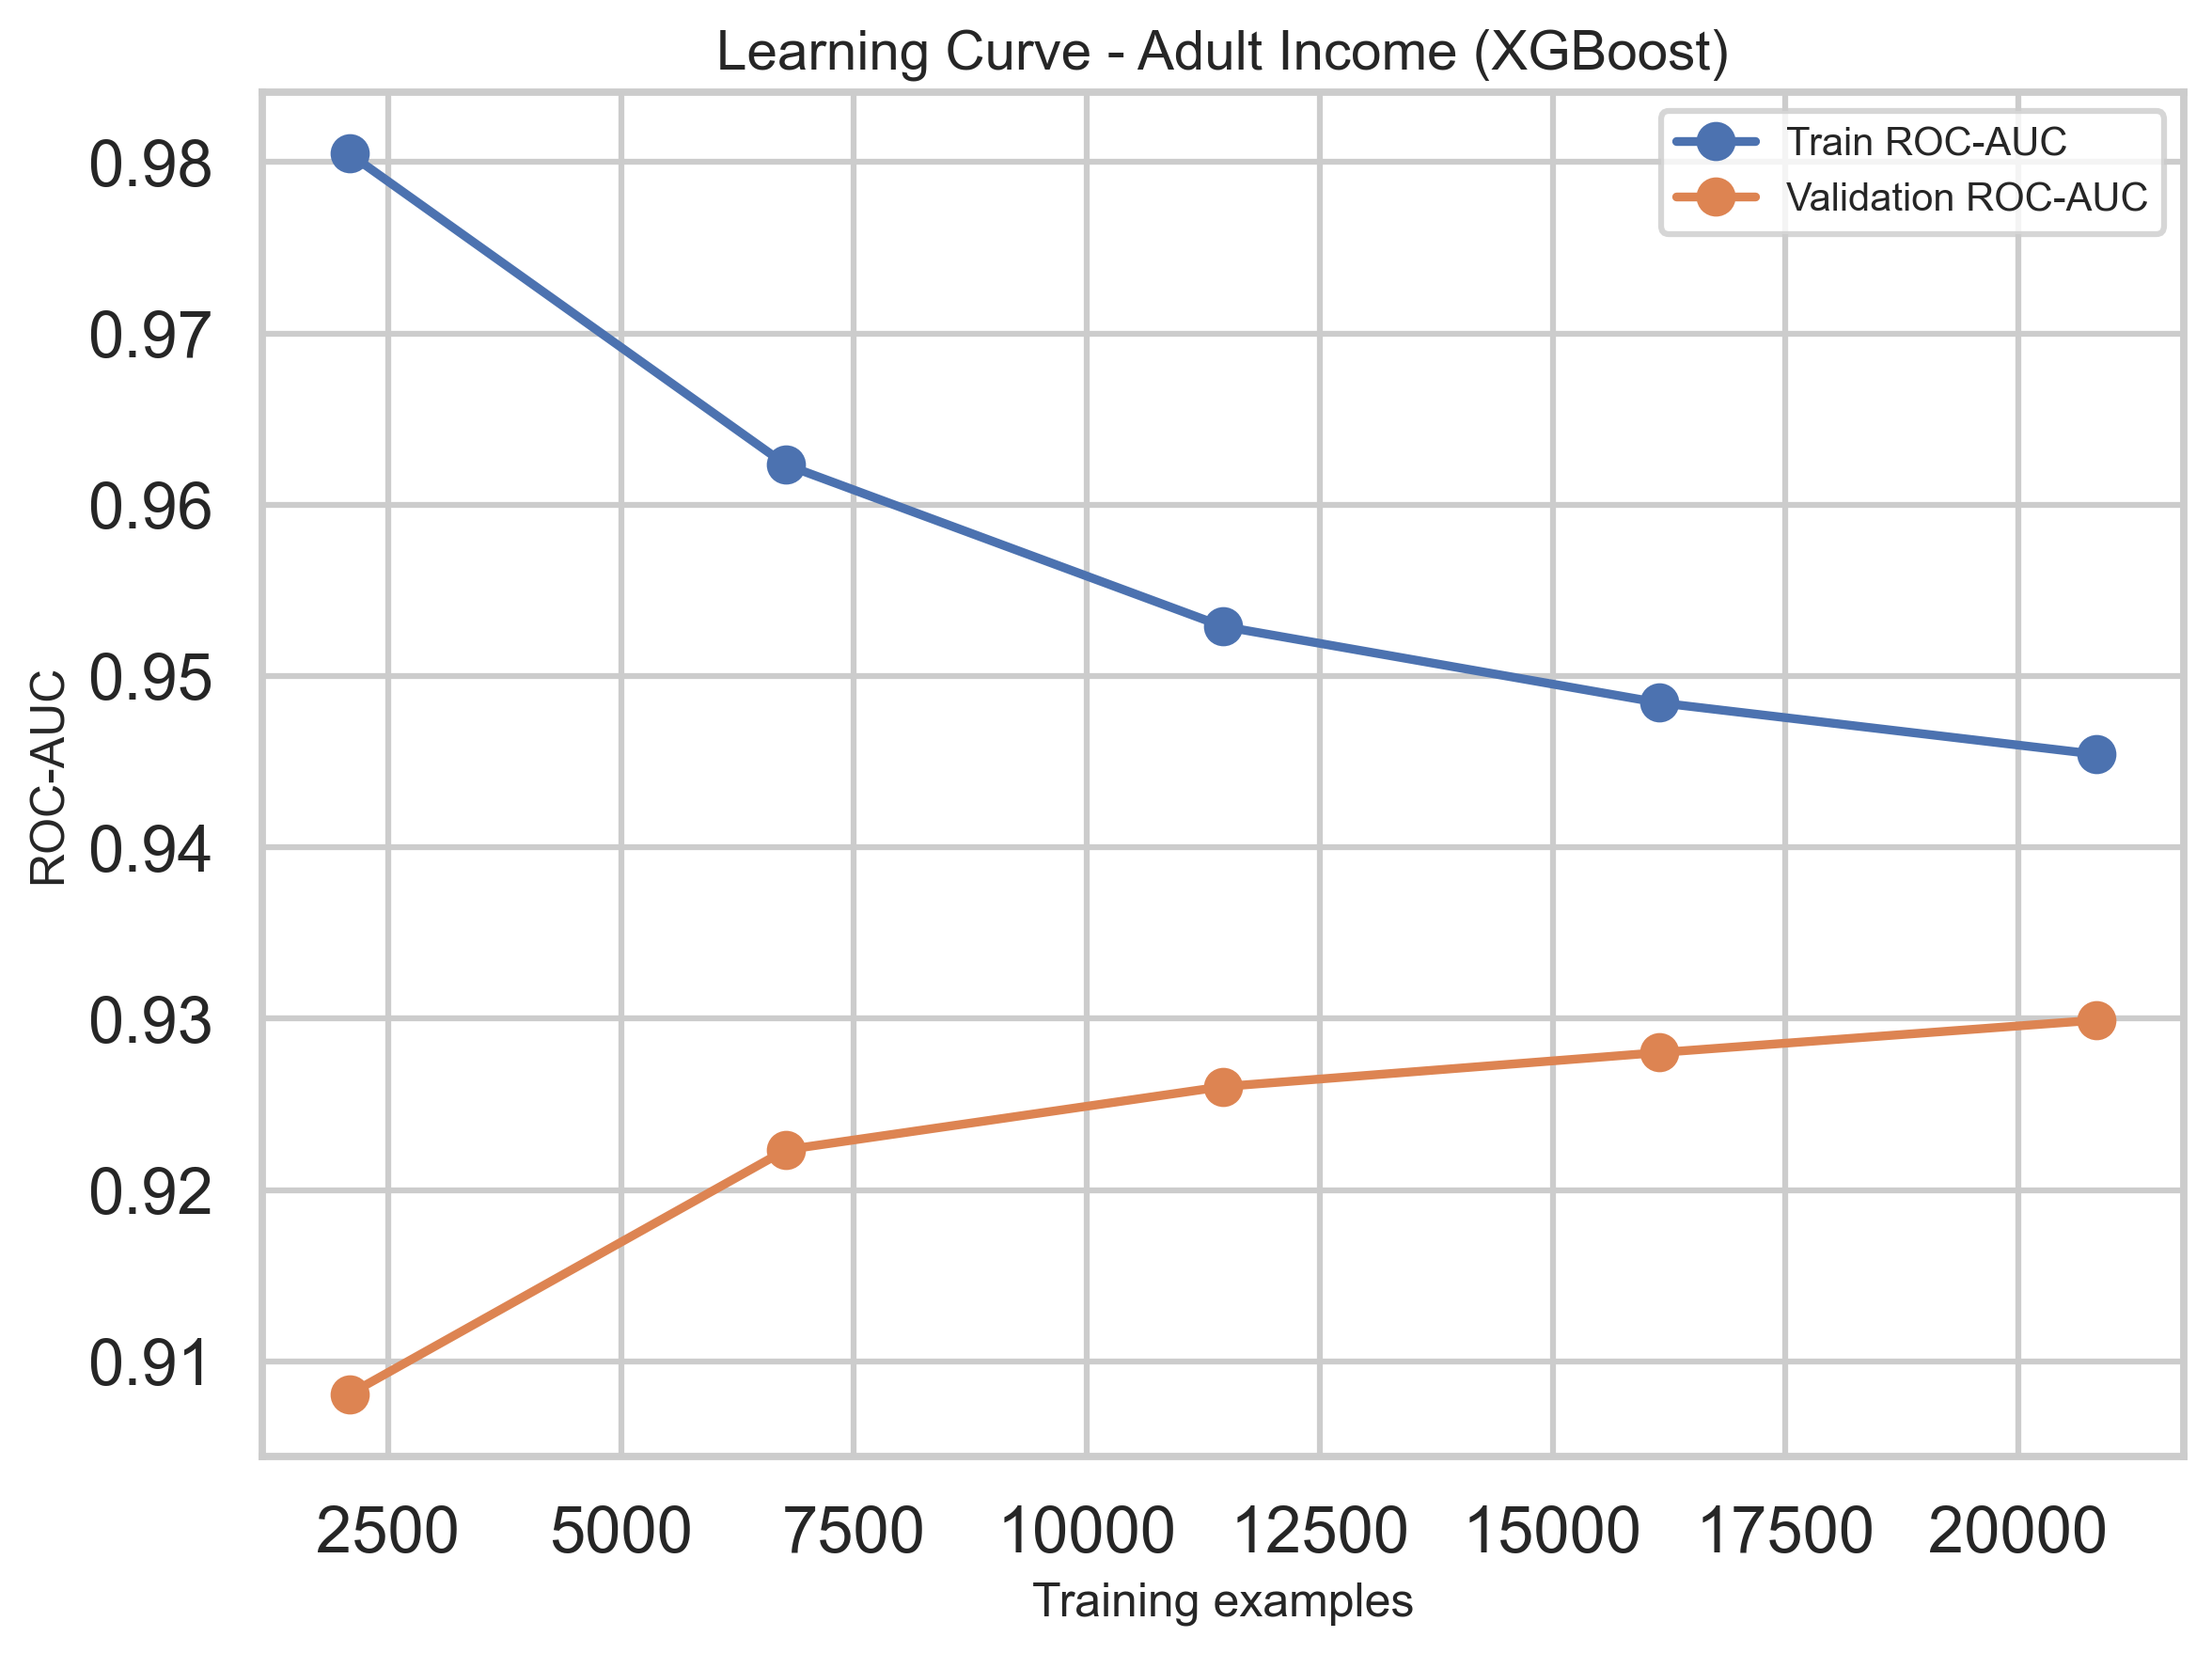 Learning Curve - Adult Income (XGBoost)
Train ROC-AUC
Validation ROC-AUC
0.98
0.97
0.96
0.95
0.94
0.93
0.92
0.91
ROC-AUC
2500 5000 7500 10000 12500 15000 17500 20000
Training examples